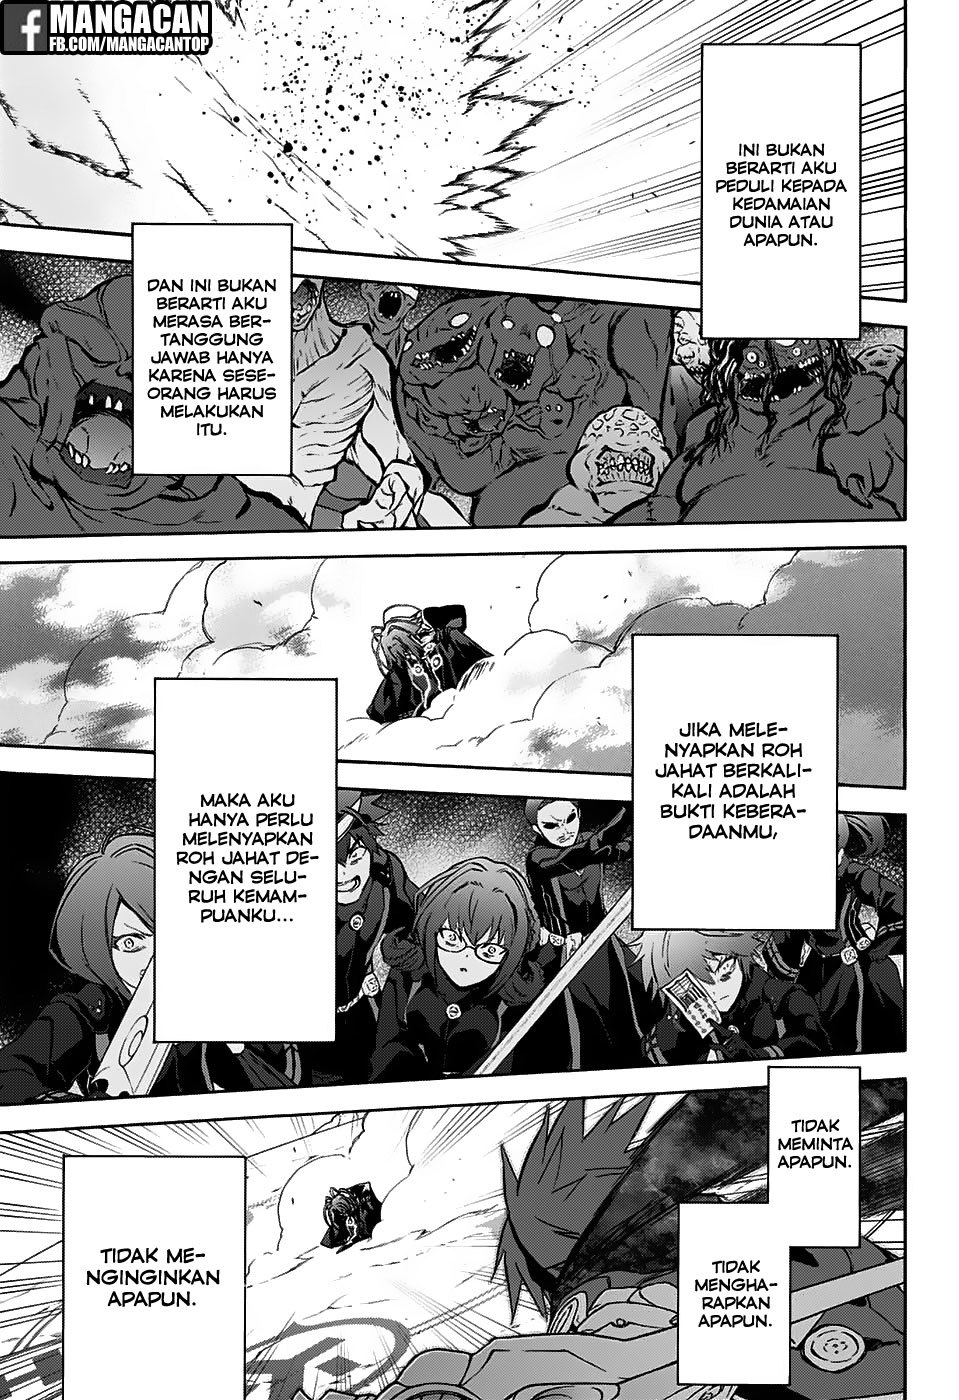 MANGACAN
FB.COM/MANGACANTOP
INI BUKAN
BERARTI AKU
PEDULI KEPADA
KEDAMAIAN
DUNIA ATAU
APAPUN.
DAN INI BUKAN
BERARTI AKU
MERASA BER-
TANGGUNG
JAWAB HANYA
KARENA SESE-
ORANG HARUS
MELAKUKAN
ITU.
JIKA MELE-
NYAPKAN ROH
JAHAT BERKALI-
KALI ADALAH
BUKTI KEBERA-
DAANMU,
MAKA AKU
HANYA PERLU
MELENYAPKAN
ROH JAHAT DE-
NGAN SELU-
RUH KEMAM-
PUANKU...
TIDAK
MEMINTA
APAPUN.
TIDAK
MENGHA-
RAPKAN
APAPUN.
TIDAK ME-
NGINGINKAN
APAPUN.